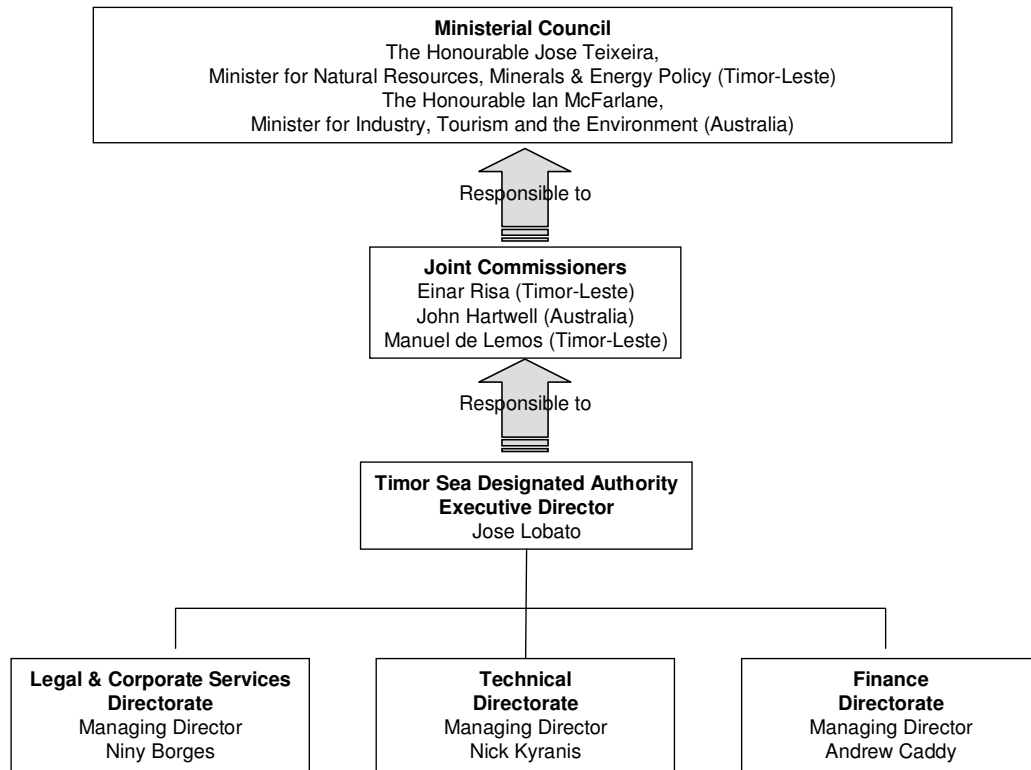 Ministerial Council
The Honourable Jose Teixeira,
Minister for Natural Resources, Minerals & Energy Policy (Timor-Leste)
The Honourable Ian McFarlane,
Minister for Industry, Tourism and the Environment (Australia)
Responsible to
Joint Commissioners
Einar Risa (Timor-Leste)
John Hartwell (Australia)
Manuel de Lemos (Timor-Leste)
Responsible to
Timor Sea Designated Authority
Executive Director
Jose Lobato
Legal & Corporate Services
Directorate
Managing Director
Niny Borges
Technical
Directorate
Managing Director
Nick Kyranis
Finance
Directorate
Managing Director
Andrew Caddy